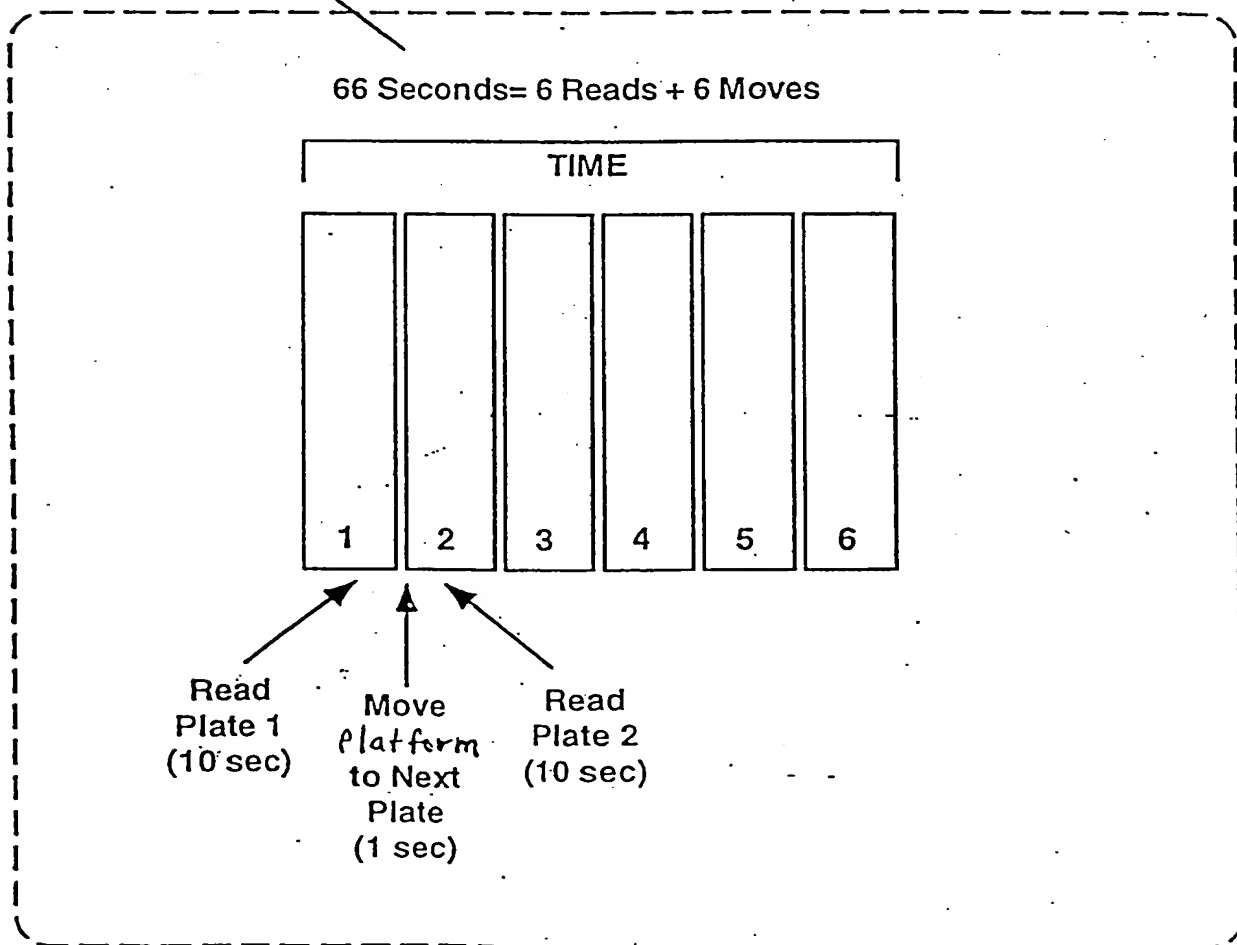 66 Seconds= 6 Reads + 6 Moves
TIME
1 2 3 4 5 6
Read
Plate 1
(10 sec)
Move
Platform
to Next
Plate
(1 sec)
Read
Plate 2
(10 sec)